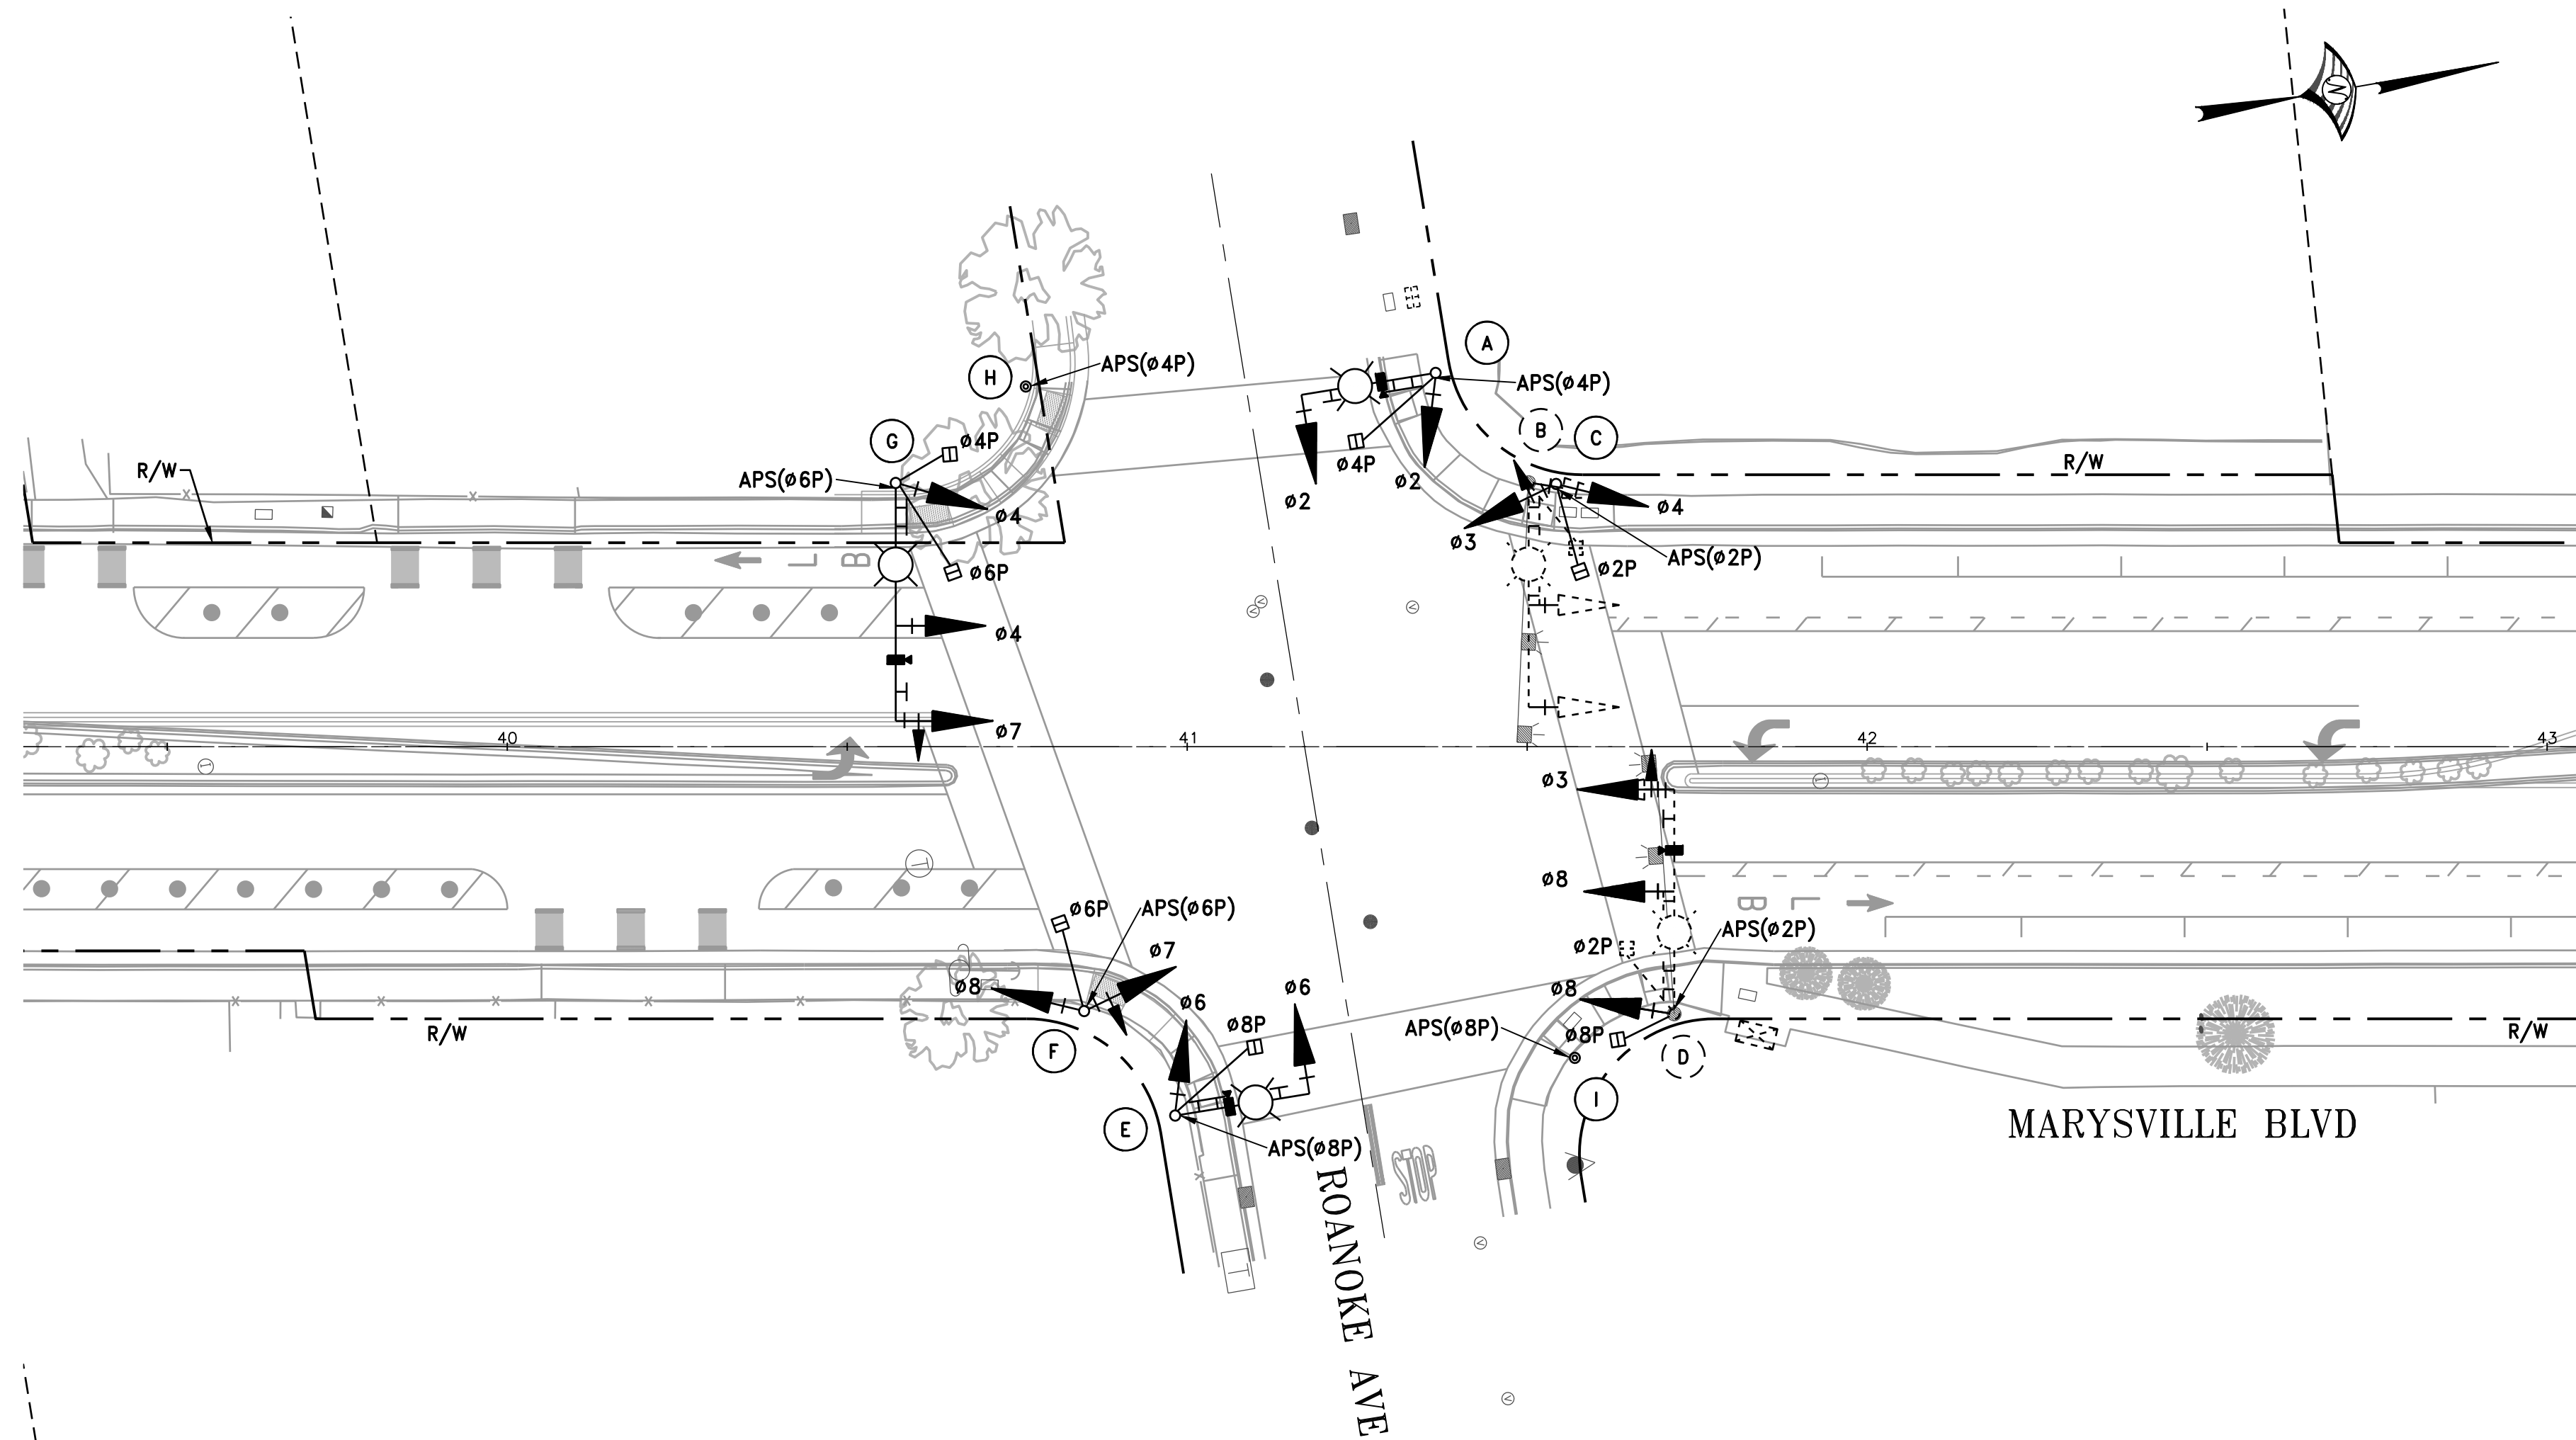 N
A
H
APS(ø4P)
APS(ø4P)
B
C
G
ø4P
ø4P
R/W
R/W
APS(ø6P)
ø2
ø2
ø4
ø4
ø3
APS(ø2P)
L B
ø6P
ø2P
ø4
ø7
40
41
42
43
ø3
ø8
B L
ø6P
APS(ø6P)
APS(ø2P)
ø7
ø2P
ø8
ø6
ø6
ø8
R/W
ø8P
APS(ø8P)
ø8P
R/W
F
D
E
I
APS(ø8P)
MARYSVILLE BLVD
STOP
ROANOKE AVE